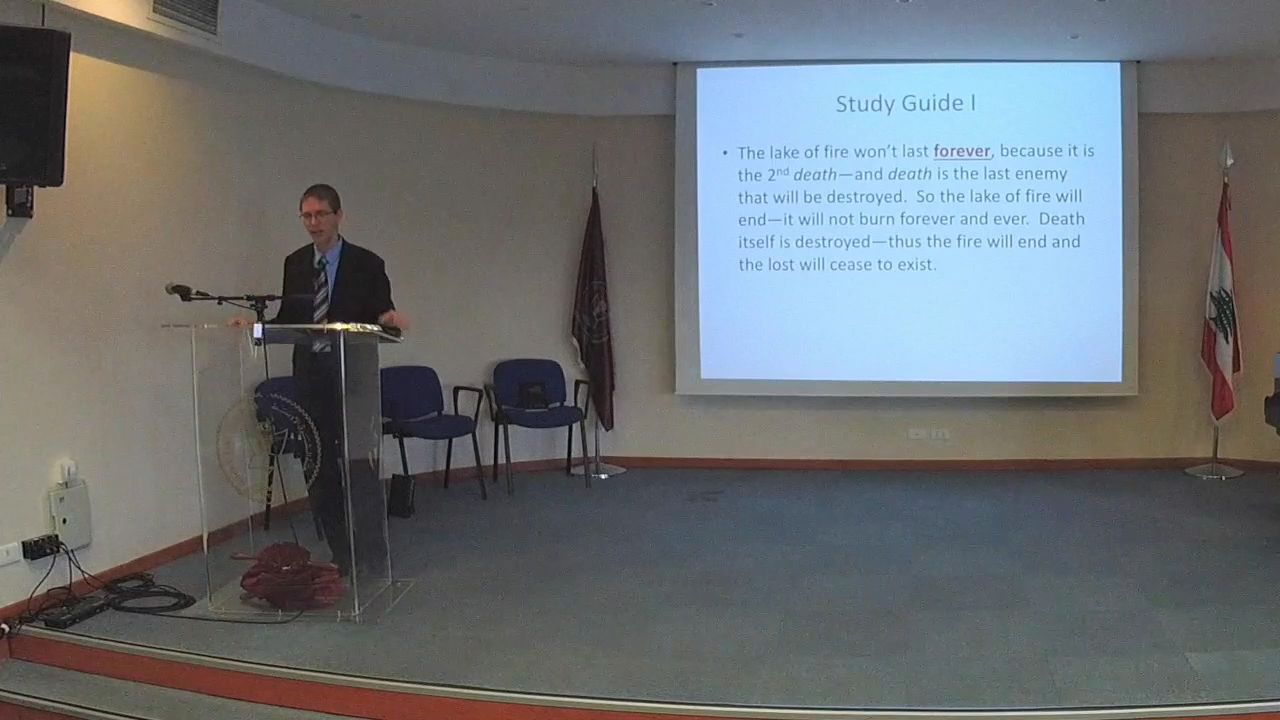 Study Guide I
• The lake of fire won't last forever, because it is
the 2nd death—and death is the last enemy
that will be destroyed.  So the lake of fire will
end—it will not burn forever and ever.  Death
itself is destroyed—thus the fire will end and
the lost will cease to exist.